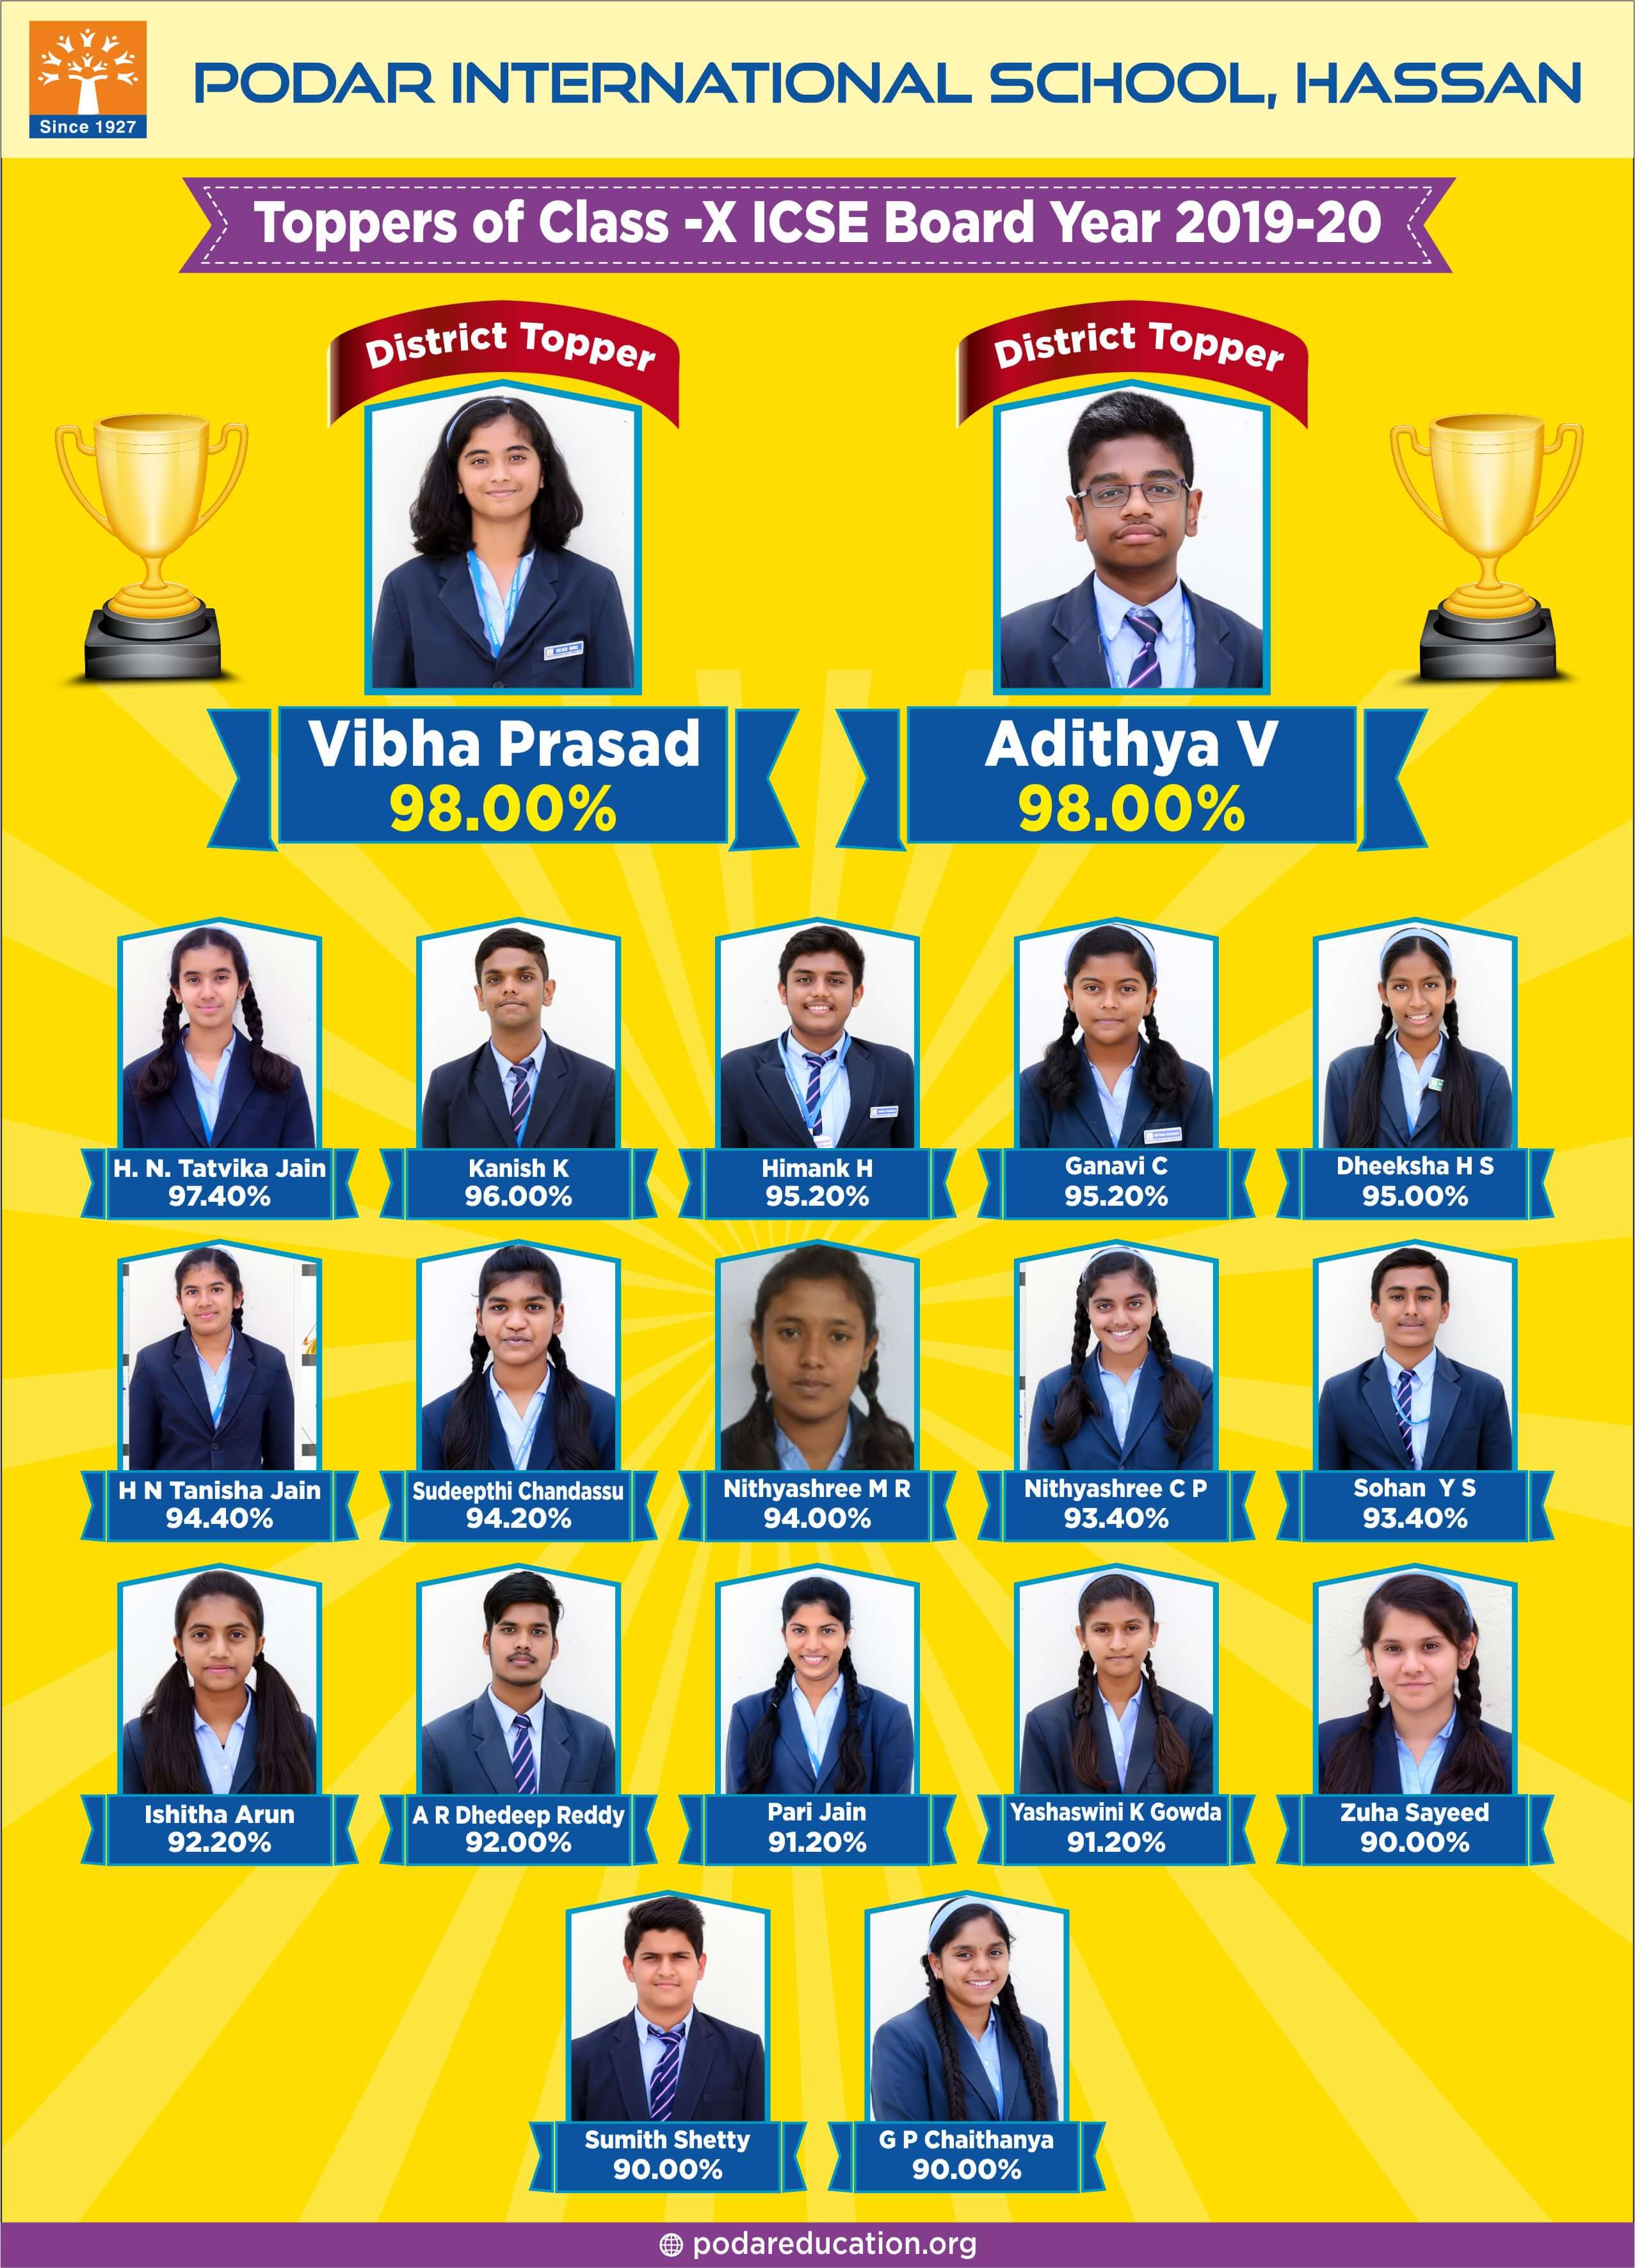 Since 1927
PODAR INTERNATIONAL SCHOOL, HASSAN
Toppers of Class -X ICSE Board Year 2019-20
District Topper
District Topper
Vibha Prasad
98.00%
Adithya V
98.00%
H. N. Tatvika Jain
97.40%
Kanish K
96.00%
Himank H
95.20%
Ganavi C
95.20%
Dheeksha H S
95.00%
H N Tanisha Jain
94.40%
Sudeepthi Chandassu
94.20%
Nithyashree M R
94.00%
Nithyashree C P
93.40%
Sohan Y S
93.40%
Ishitha Arun
92.20%
A R Dhedeep Reddy
92.00%
Pari Jain
91.20%
Yashaswini K Gowda
91.20%
Zuha Sayeed
90.00%
Sumith Shetty
90.00%
G P Chaithanya
90.00%
podareducation.org